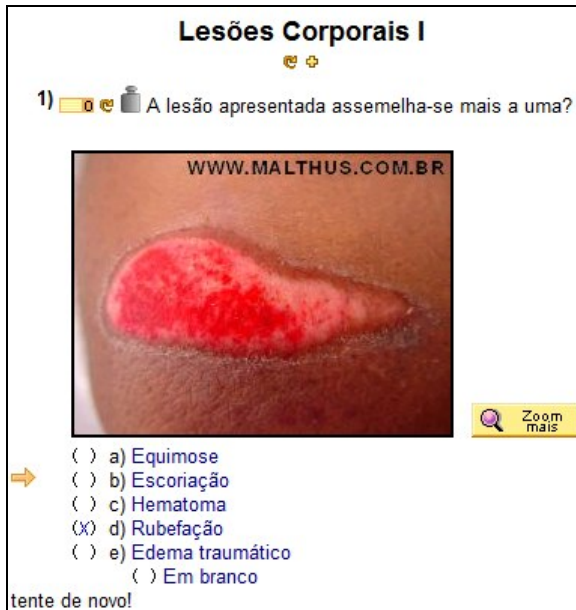 Lesões Corporais I
1) 0 A lesão apresentada assemelha-se mais a uma?
WWW.MALTHUS.COM.BR
Zoom
mais
( ) a) Equimose
( ) b) Escoriação
( ) c) Hematoma
(X) d) Rubefação
( ) e) Edema traumático
( ) Em branco
tente de novo!